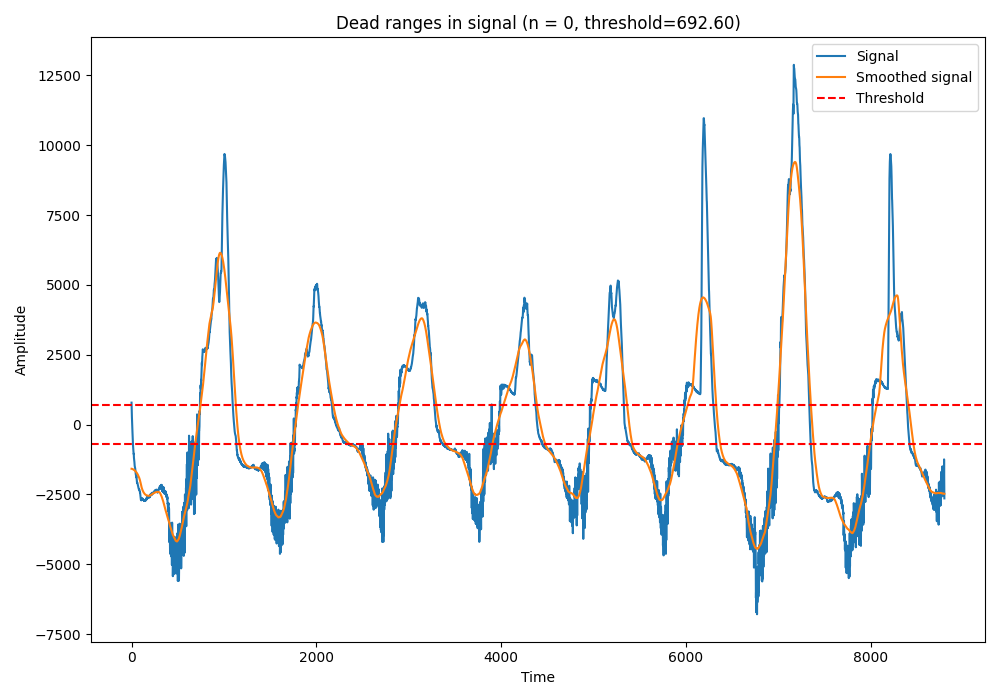 Dead ranges in signal (n = 0, threshold=692.60)
Signal
Smoothed signal
Threshold
12500
10000
7500
5000
2500
0
−2500
−5000
−7500
Amplitude
0
2000
4000
6000
8000
Time